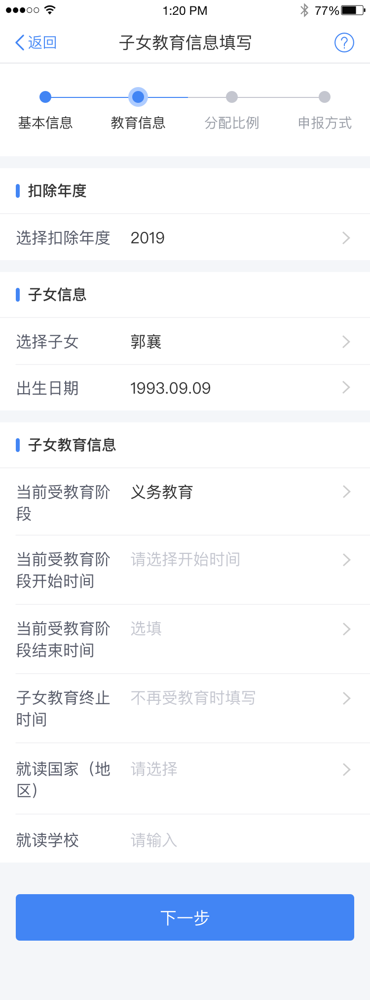 1:20 PM 77%
返回 子女教育信息填写 ?
基本信息 教育信息 分配比例 申报方式
扣除年度
选择扣除年度 2019
子女信息
选择子女 郭襄
出生日期 1993.09.09
子女教育信息
当前受教育阶 义务教育
段
当前受教育阶 请选择开始时间
段开始时间
当前受教育阶 选填
段结束时间
子女教育终止 不再受教育时填写
时间
就读国家（地 请选择
区）
就读学校 请输入
下一步